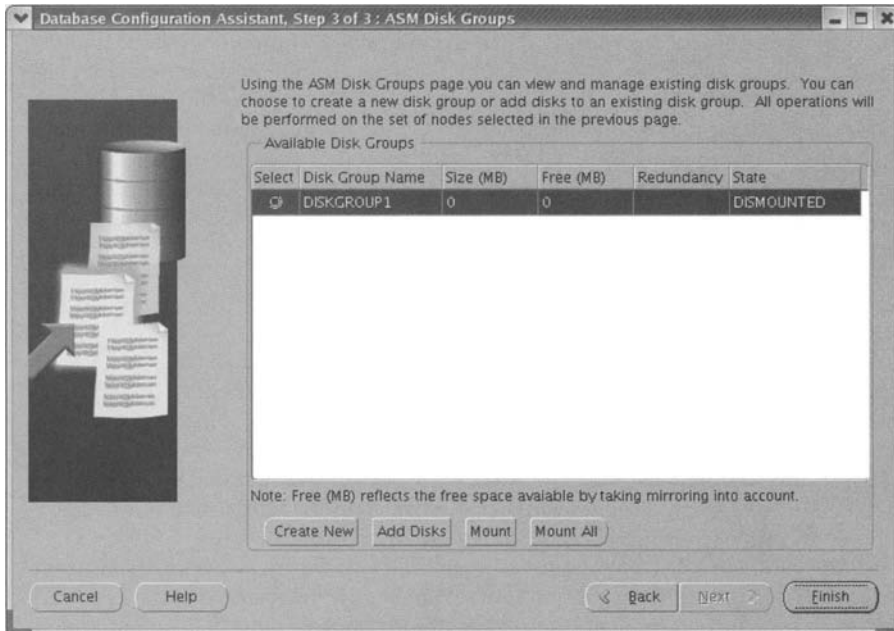 Database Configuration Assistant, Step 3 of 3 : ASM Disk Groups
Using the ASM Disk Groups page you can view and manage existing disk groups. You can
choose to create a new disk group or add disks to an existing disk group. All operations will
be performed on the set of nodes selected in the previous page.
Available Disk Groups
Select Disk Group Name Size (MB) Free (MB) Redundancy State
DISKGROUP1 0 0 DISMOUNTED
Note: Free (MB) reflects the free space available by taking mirroring into account.
Create New Add Disks Mount Mount All
Cancel Help Back Next Finish